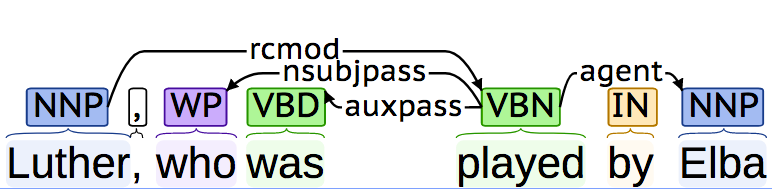 rcmod
nsubjpass
NNP , WP VBD auxpass VBN agent IN NNP
Luther, who was played by Elba